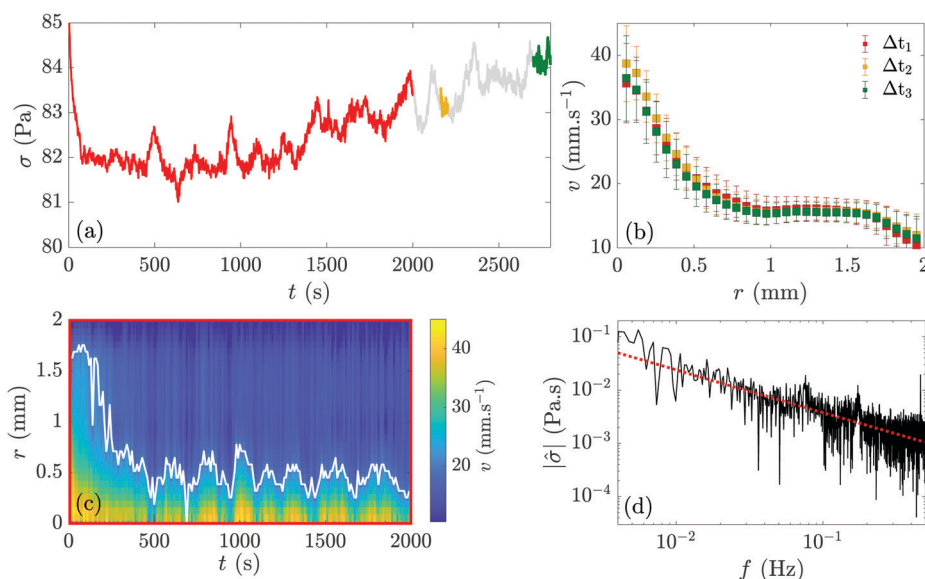 85
84
83
82
81
80
σ (Pa)
(a)
0 500 1000 1500 2000 2500
t (s)
40
30
20
10
v (mm.s⁻¹)
Δt₁
Δt₂
Δt₃
(b)
0 0.5 1 1.5 2
r (mm)
2
1.5
1
0.5
0
r (mm)
(c)
0 500 1000 1500 2000
t (s)
40
30
20
v (mm.s⁻¹)
10⁻¹
10⁻²
10⁻³
10⁻⁴
|σ̂| (Pa.s)
(d)
10⁻² 10⁻¹
f (Hz)